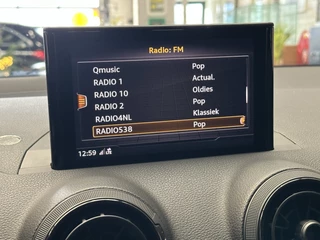 Radio: FM
Qmusic Pop
RADIO 1 Actual.
RADIO 10 Oldies
RADIO 2 Pop
RADIO4NL Klassiek
RADIO538 Pop
12:59